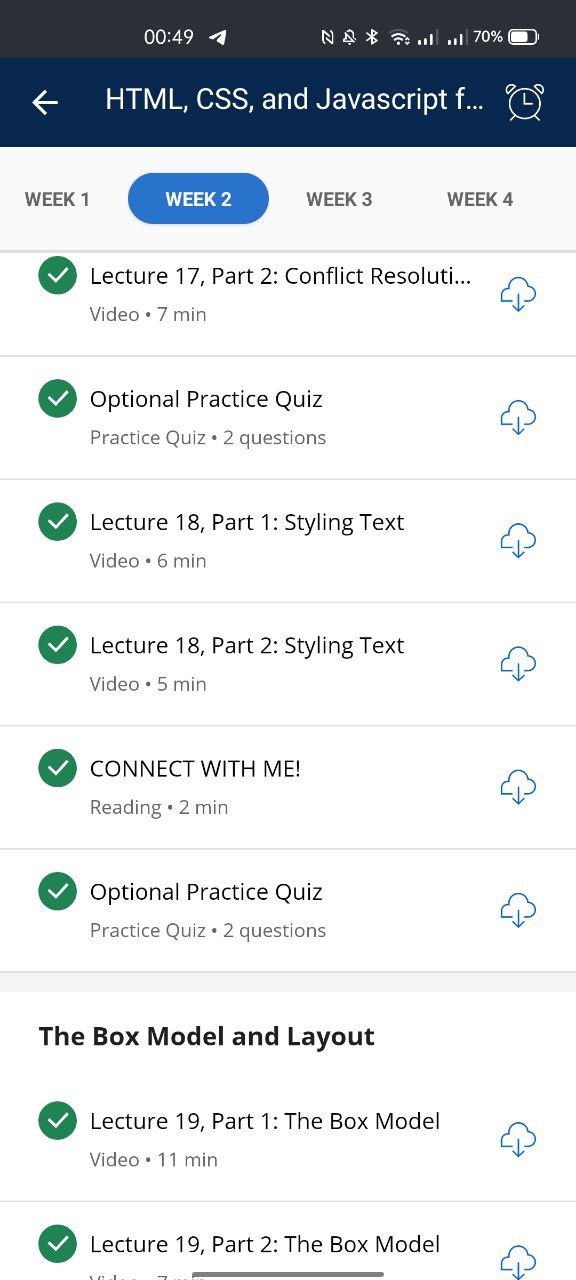 00:49
70%
HTML, CSS, and Javascript f...
WEEK 1 WEEK 2 WEEK 3 WEEK 4
Lecture 17, Part 2: Conflict Resoluti...
Video • 7 min
Optional Practice Quiz
Practice Quiz • 2 questions
Lecture 18, Part 1: Styling Text
Video • 6 min
Lecture 18, Part 2: Styling Text
Video • 5 min
CONNECT WITH ME!
Reading • 2 min
Optional Practice Quiz
Practice Quiz • 2 questions
The Box Model and Layout
Lecture 19, Part 1: The Box Model
Video • 11 min
Lecture 19, Part 2: The Box Model
Video • 7 min